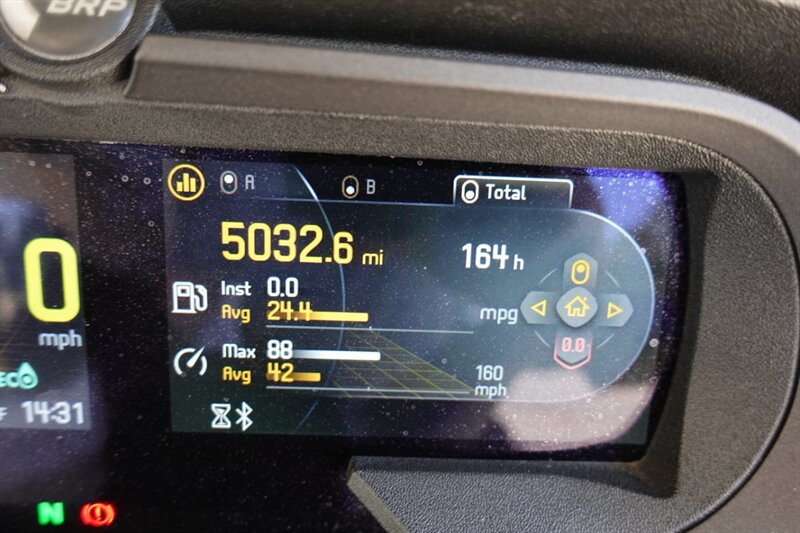 BRP
A B Total
5032.6 mi 164 h
Inst 0.0
Avg 24.4 mpg
Max 88
Avg 42 160 mph
0.0
0
mph
ECO
F 14:31
N